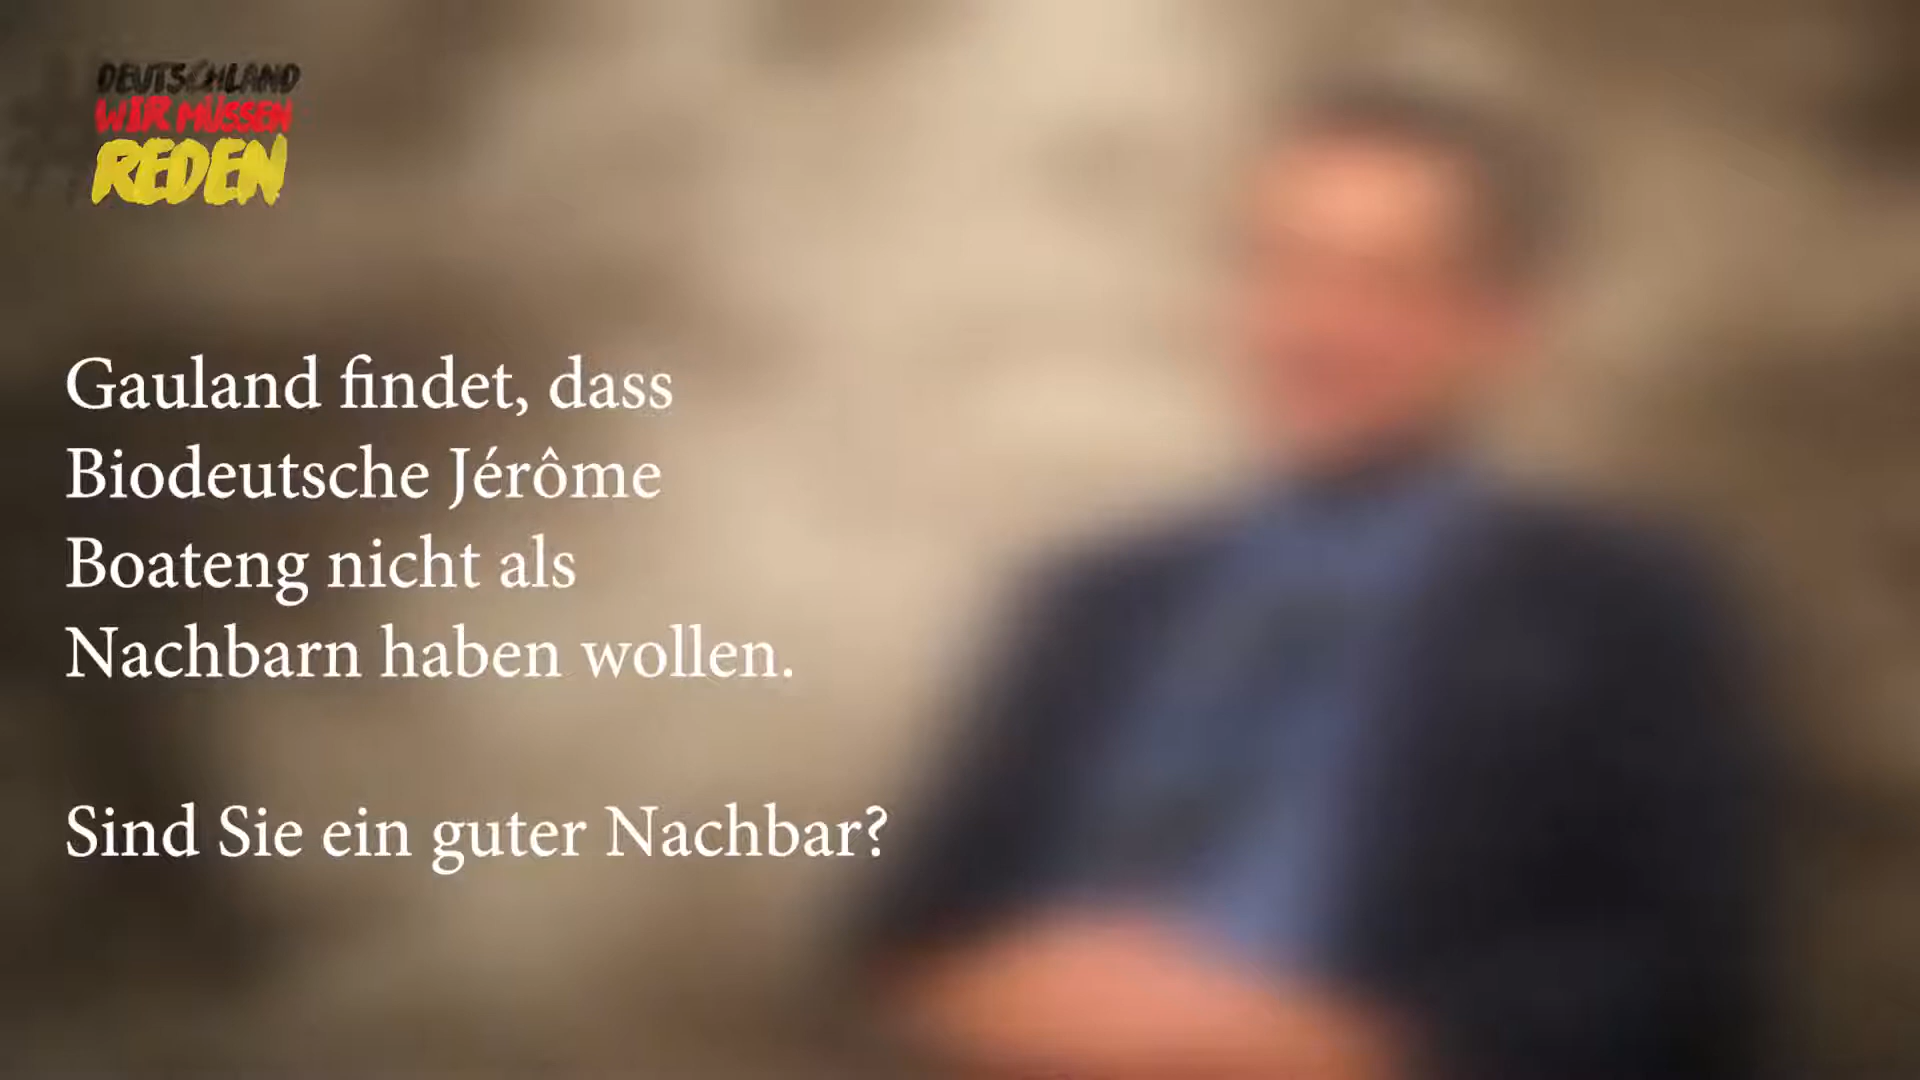 DEUTSCHLAND
WIR MÜSSEN
REDEN
Gauland findet, dass
Biodeutsche Jérôme
Boateng nicht als
Nachbarn haben wollen.
Sind Sie ein guter Nachbar?